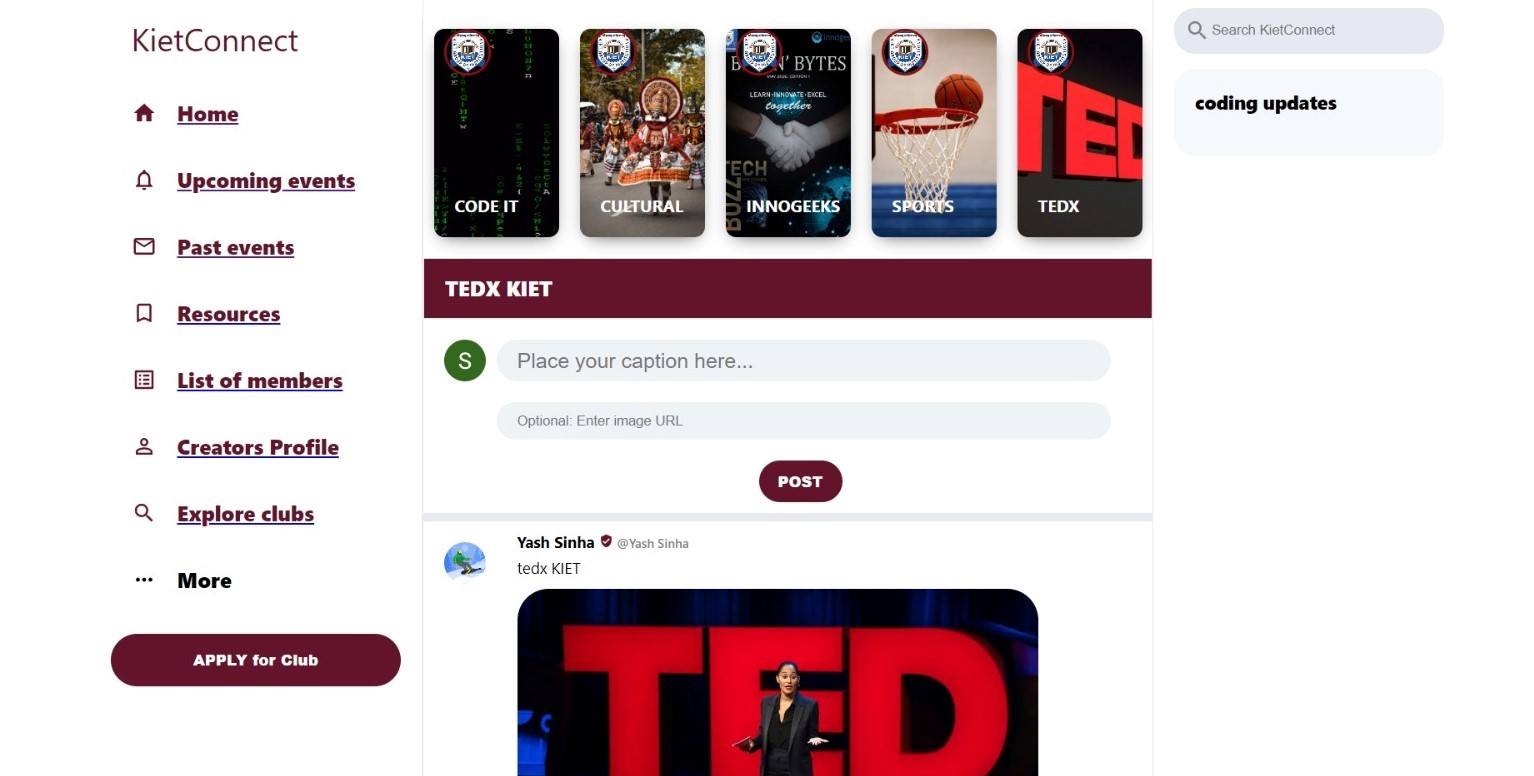 KietConnect
Home
Upcoming events
Past events
Resources
List of members
Creators Profile
Explore clubs
More
APPLY for Club
CODE IT
CULTURAL
BYTES
LEARN-INNOVATE-EXCEL
together
TECH
BUZZ
INNOGEEKS
SPORTS
TED
TEDX
TEDX KIET
S
Place your caption here...
Optional: Enter image URL
POST
Yash Sinha @Yash Sinha
tedx KIET
TED
Search KietConnect
coding updates